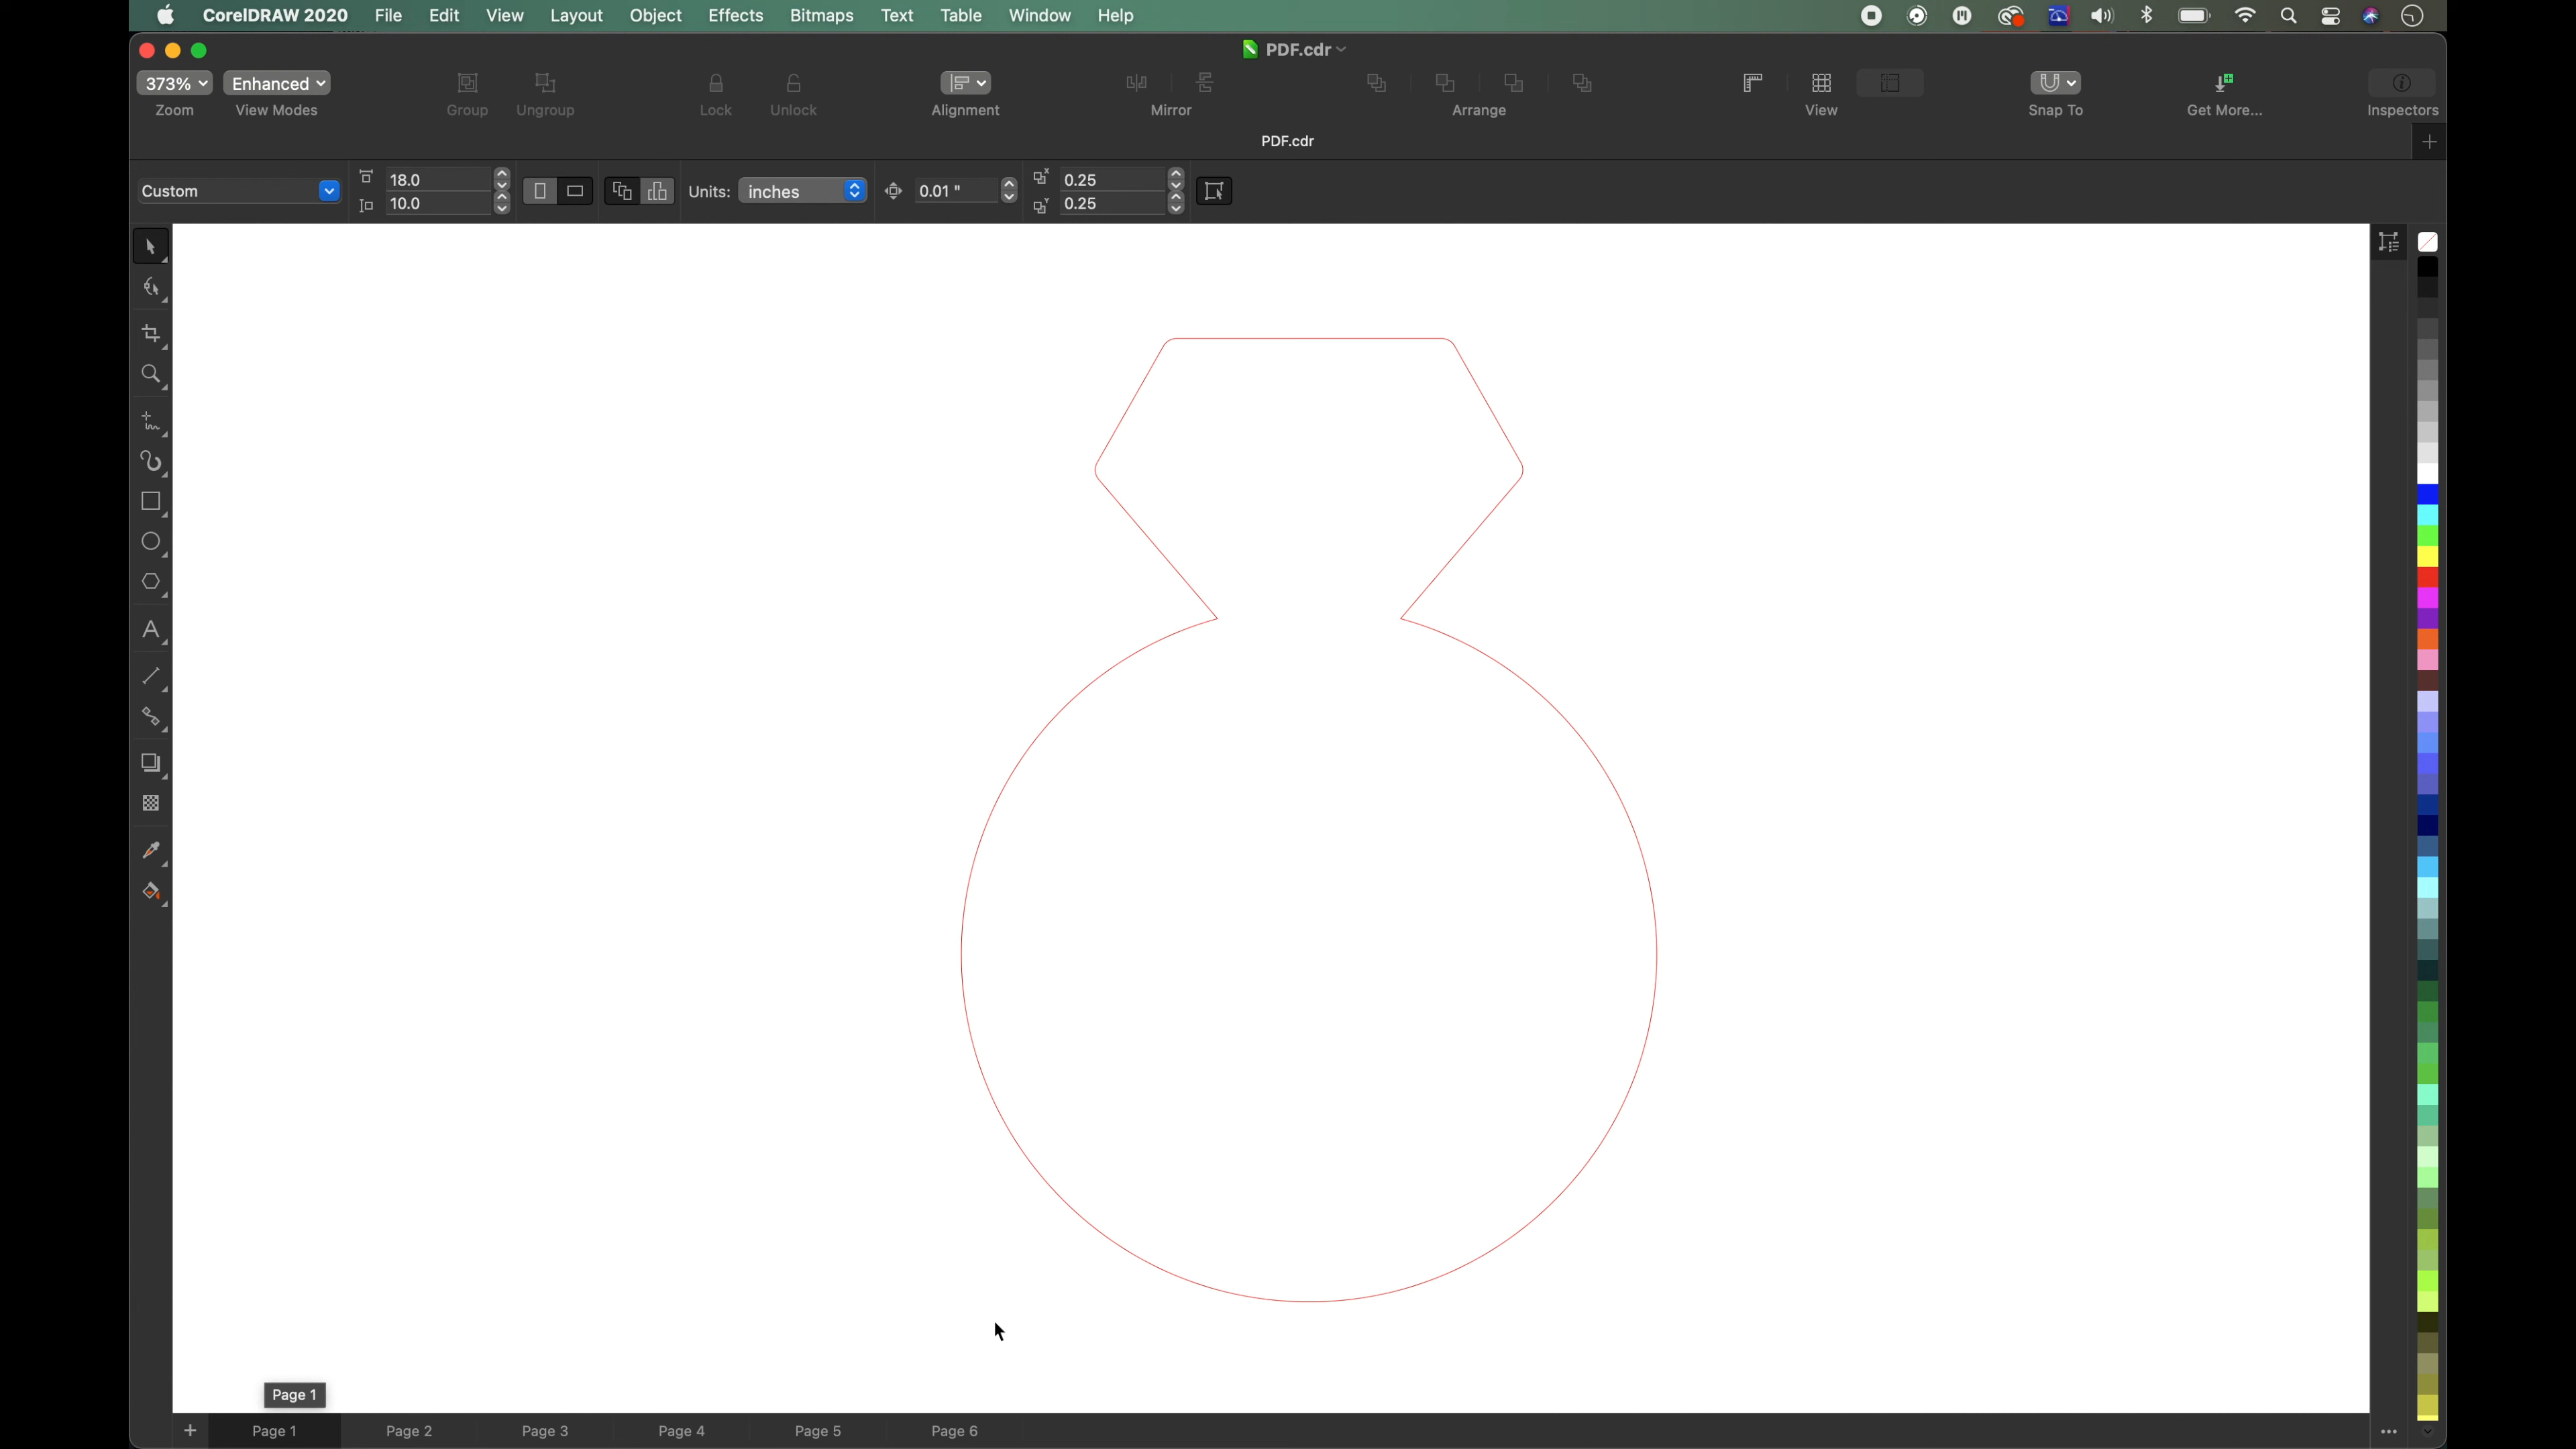 CorelDRAW 2020 File Edit View Layout Object Effects Bitmaps Text Table Window Help
PDF.cdr
373% Enhanced
Zoom View Modes Group Ungroup Lock Unlock Alignment Mirror Arrange View Snap To Get More... Inspectors
PDF.cdr
Custom 18.0 Units: inches 0.01 " 0.25
10.0 0.25
Page 1
Page 1 Page 2 Page 3 Page 4 Page 5 Page 6